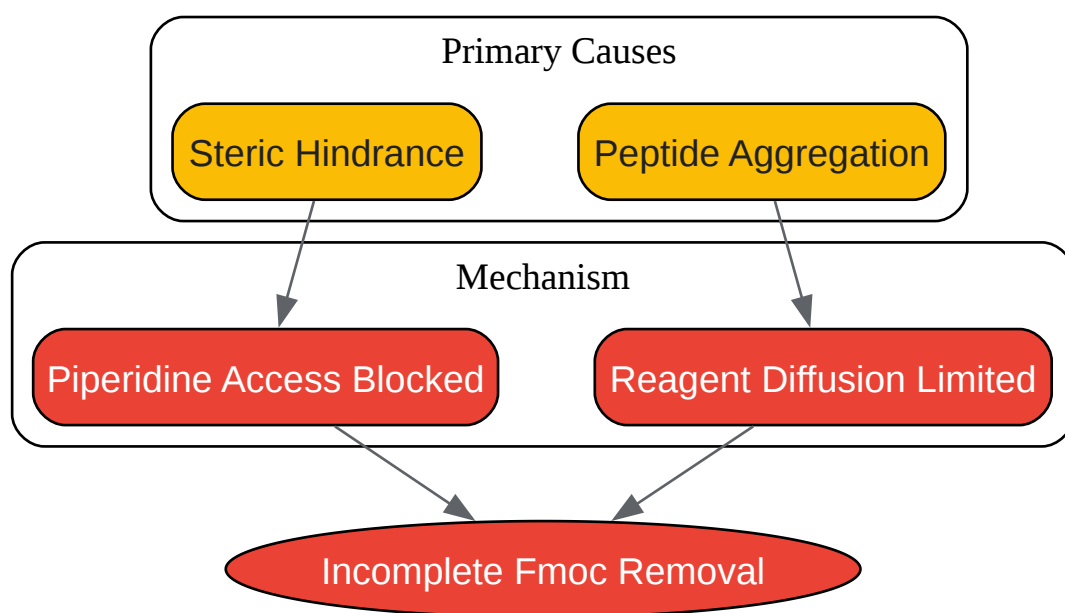 Primary Causes
Steric Hindrance
Peptide Aggregation
Mechanism
Piperidine Access Blocked
Reagent Diffusion Limited
Incomplete Fmoc Removal